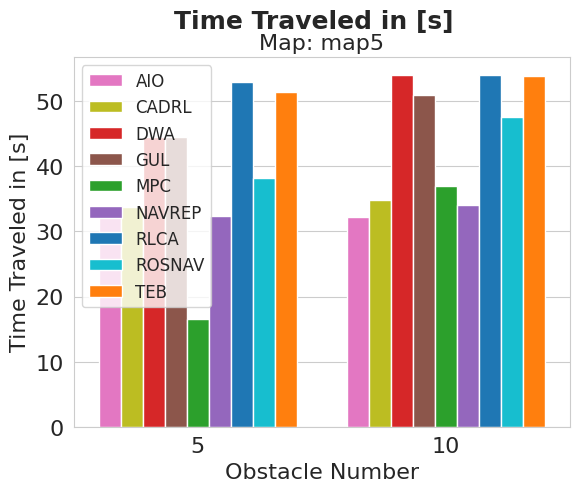 Time Traveled in [s]
Map: map5
Time Traveled in [s]
50
40
30
20
10
0
AIO
CADRL
DWA
GUL
MPC
NAVREP
RLCA
ROSNAV
TEB
5
10
Obstacle Number